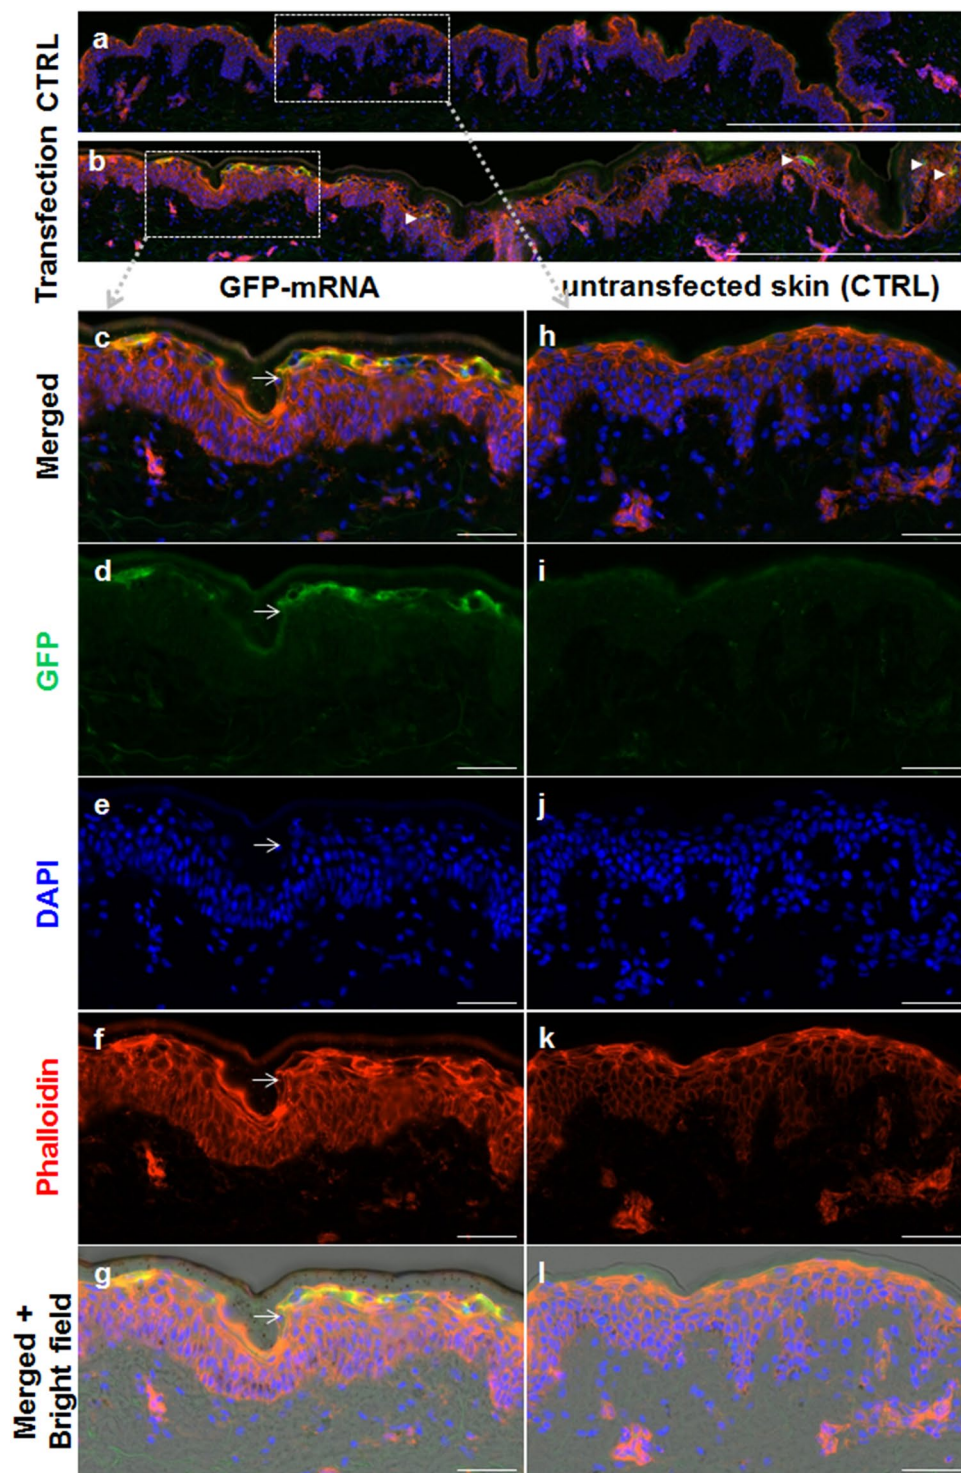 CTRL
a
Transfection
b
GFP-mRNA
untransfected skin (CTRL)
Merged
c
h
GFP
d
i
DAPI
e
j
Phalloidin
f
k
Merged +
Bright field
g
l